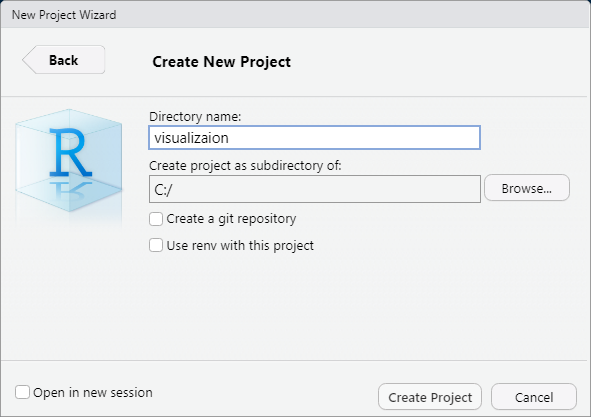 New Project Wizard
Back
Create New Project
R
Directory name:
visualizaion
Create project as subdirectory of:
C:/
Browse...
Create a git repository
Use renv with this project
Open in new session
Create Project
Cancel